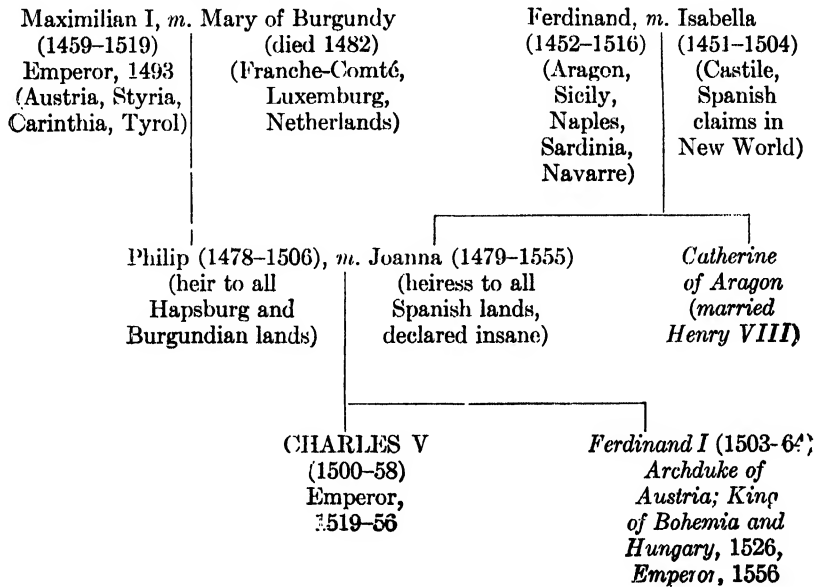 Maximilian I, m. Mary of Burgundy
(1459–1519) (died 1482)
Emperor, 1493 (Franche-Comté,
(Austria, Styria, Luxemburg,
Carinthia, Tyrol) Netherlands)
Ferdinand, m. Isabella
(1452–1516) (1451–1504)
(Aragon, (Castile,
Sicily, Spanish
Naples, claims in
Sardinia, New World)
Navarre)
Philip (1478–1506), m. Joanna (1479–1555)
(heir to all (heiress to all
Hapsburg and Spanish lands,
Burgundian lands) declared insane)
Catherine
of Aragon
(married
Henry VIII)
CHARLES V
(1500–58)
Emperor,
1519–56
Ferdinand I (1503–64)
Archduke of
Austria; King
of Bohemia and
Hungary, 1526,
Emperor, 1556